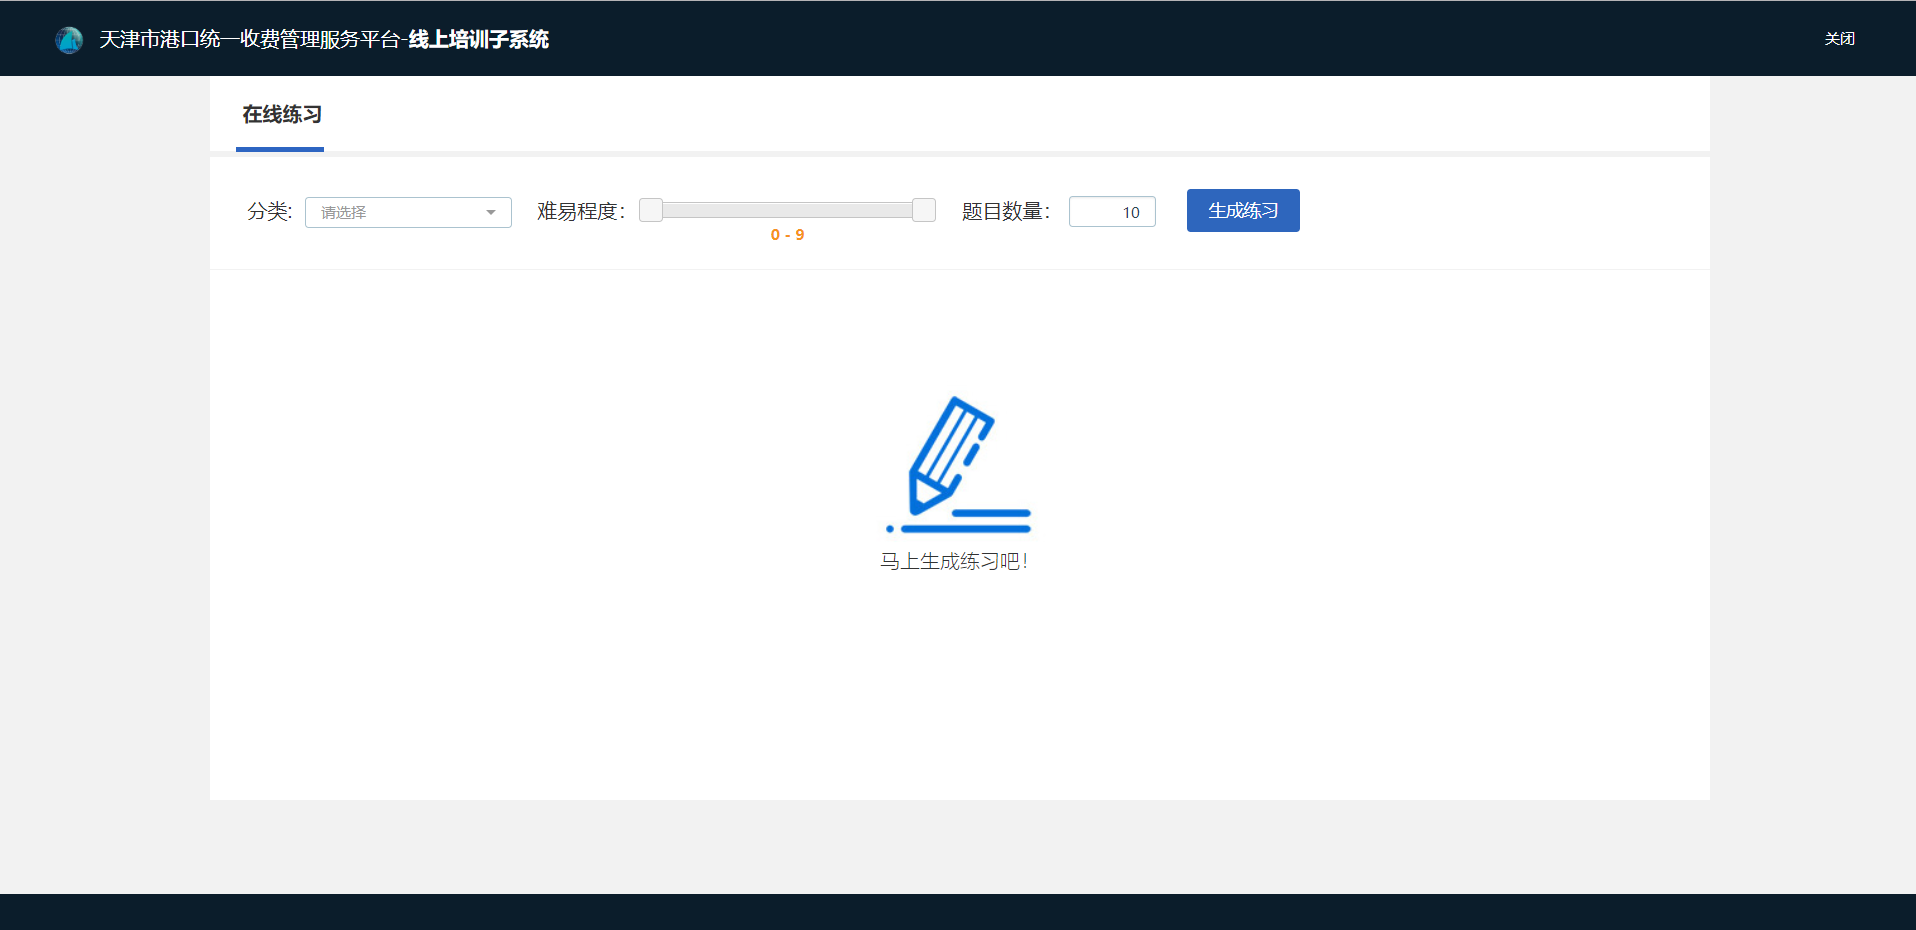 天津市港口统一收费管理服务平台-线上培训子系统
关闭
在线练习
分类: 请选择 难易程度: 题目数量: 10 生成练习
0 - 9
马上生成练习吧!